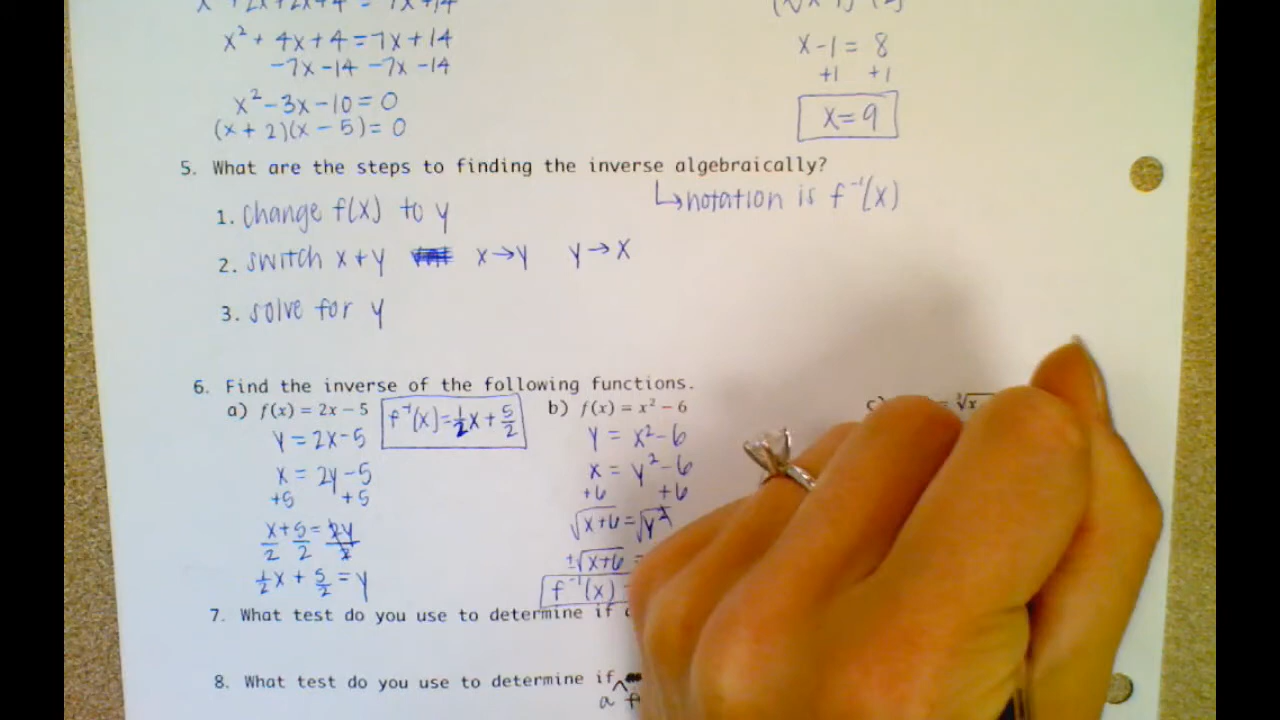 x² + 4x + 4 = 7x + 14
-7x -14 -7x -14
x² - 3x - 10 = 0
(x + 2)(x - 5) = 0
x - 1 = 8
+1 +1
x = 9
5. What are the steps to finding the inverse algebraically?
↳ notation is f⁻¹(x)
1. change f(x) to y
2. switch x + y x→y y→x
3. solve for y
6. Find the inverse of the following functions.
a) f(x) = 2x − 5
f⁻¹(x) = ½x + 5/2
y = 2x - 5
x = 2y - 5
+5 +5
x/2 + 5/2 = 2y/2
½x + 5/2 = y
b) f(x) = x² − 6
y = x² - 6
x = y² - 6
+6 +6
√x+6 = √y²
±√x+6 =
f⁻¹(x)
c) = ∛x
7. What test do you use to determine if
8. What test do you use to determine if
a